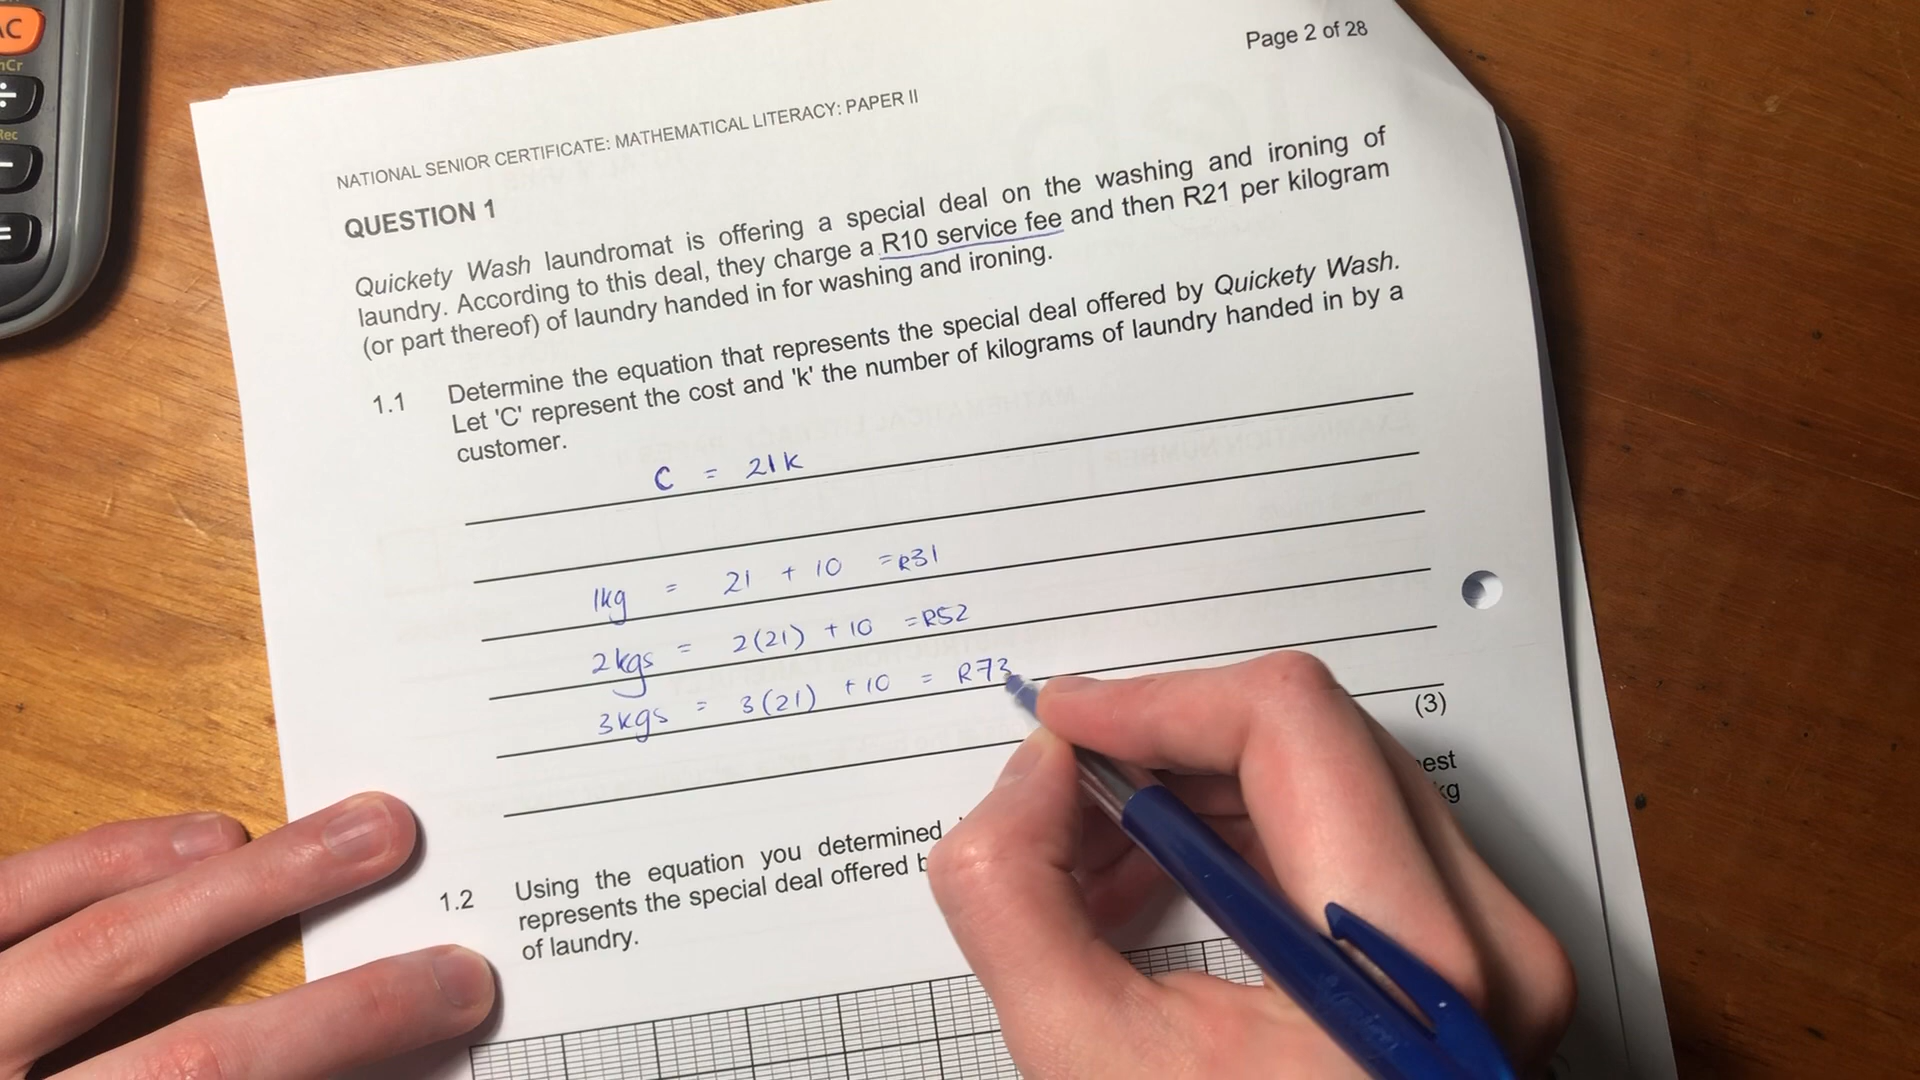 AC
nCr
÷
Rec
−
=
Page 2 of 28
NATIONAL SENIOR CERTIFICATE: MATHEMATICAL LITERACY: PAPER II
QUESTION 1
Quickety Wash laundromat is offering a special deal on the washing and ironing of
laundry. According to this deal, they charge a R10 service fee and then R21 per kilogram
(or part thereof) of laundry handed in for washing and ironing.
1.1 Determine the equation that represents the special deal offered by Quickety Wash.
Let 'C' represent the cost and 'k' the number of kilograms of laundry handed in by a
customer.
C = 21k
1kg = 21 + 10 = R31
2kgs = 2(21) + 10 = R52
3kgs = 3(21) + 10 = R73
(3)
1.2 Using the equation you determined
est
represents the special deal offered b
kg
of laundry.